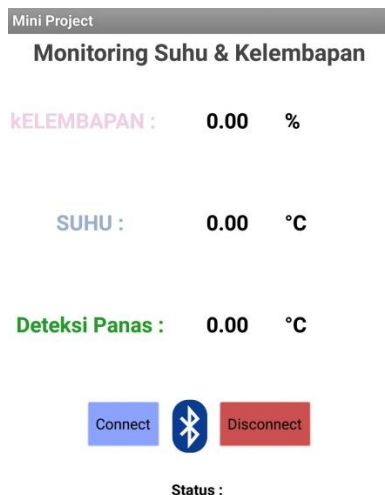 Mini Project
Monitoring Suhu & Kelembapan
kELEMBAPAN : 0.00 %
SUHU : 0.00 °C
Deteksi Panas : 0.00 °C
Connect Disconnect
Status :